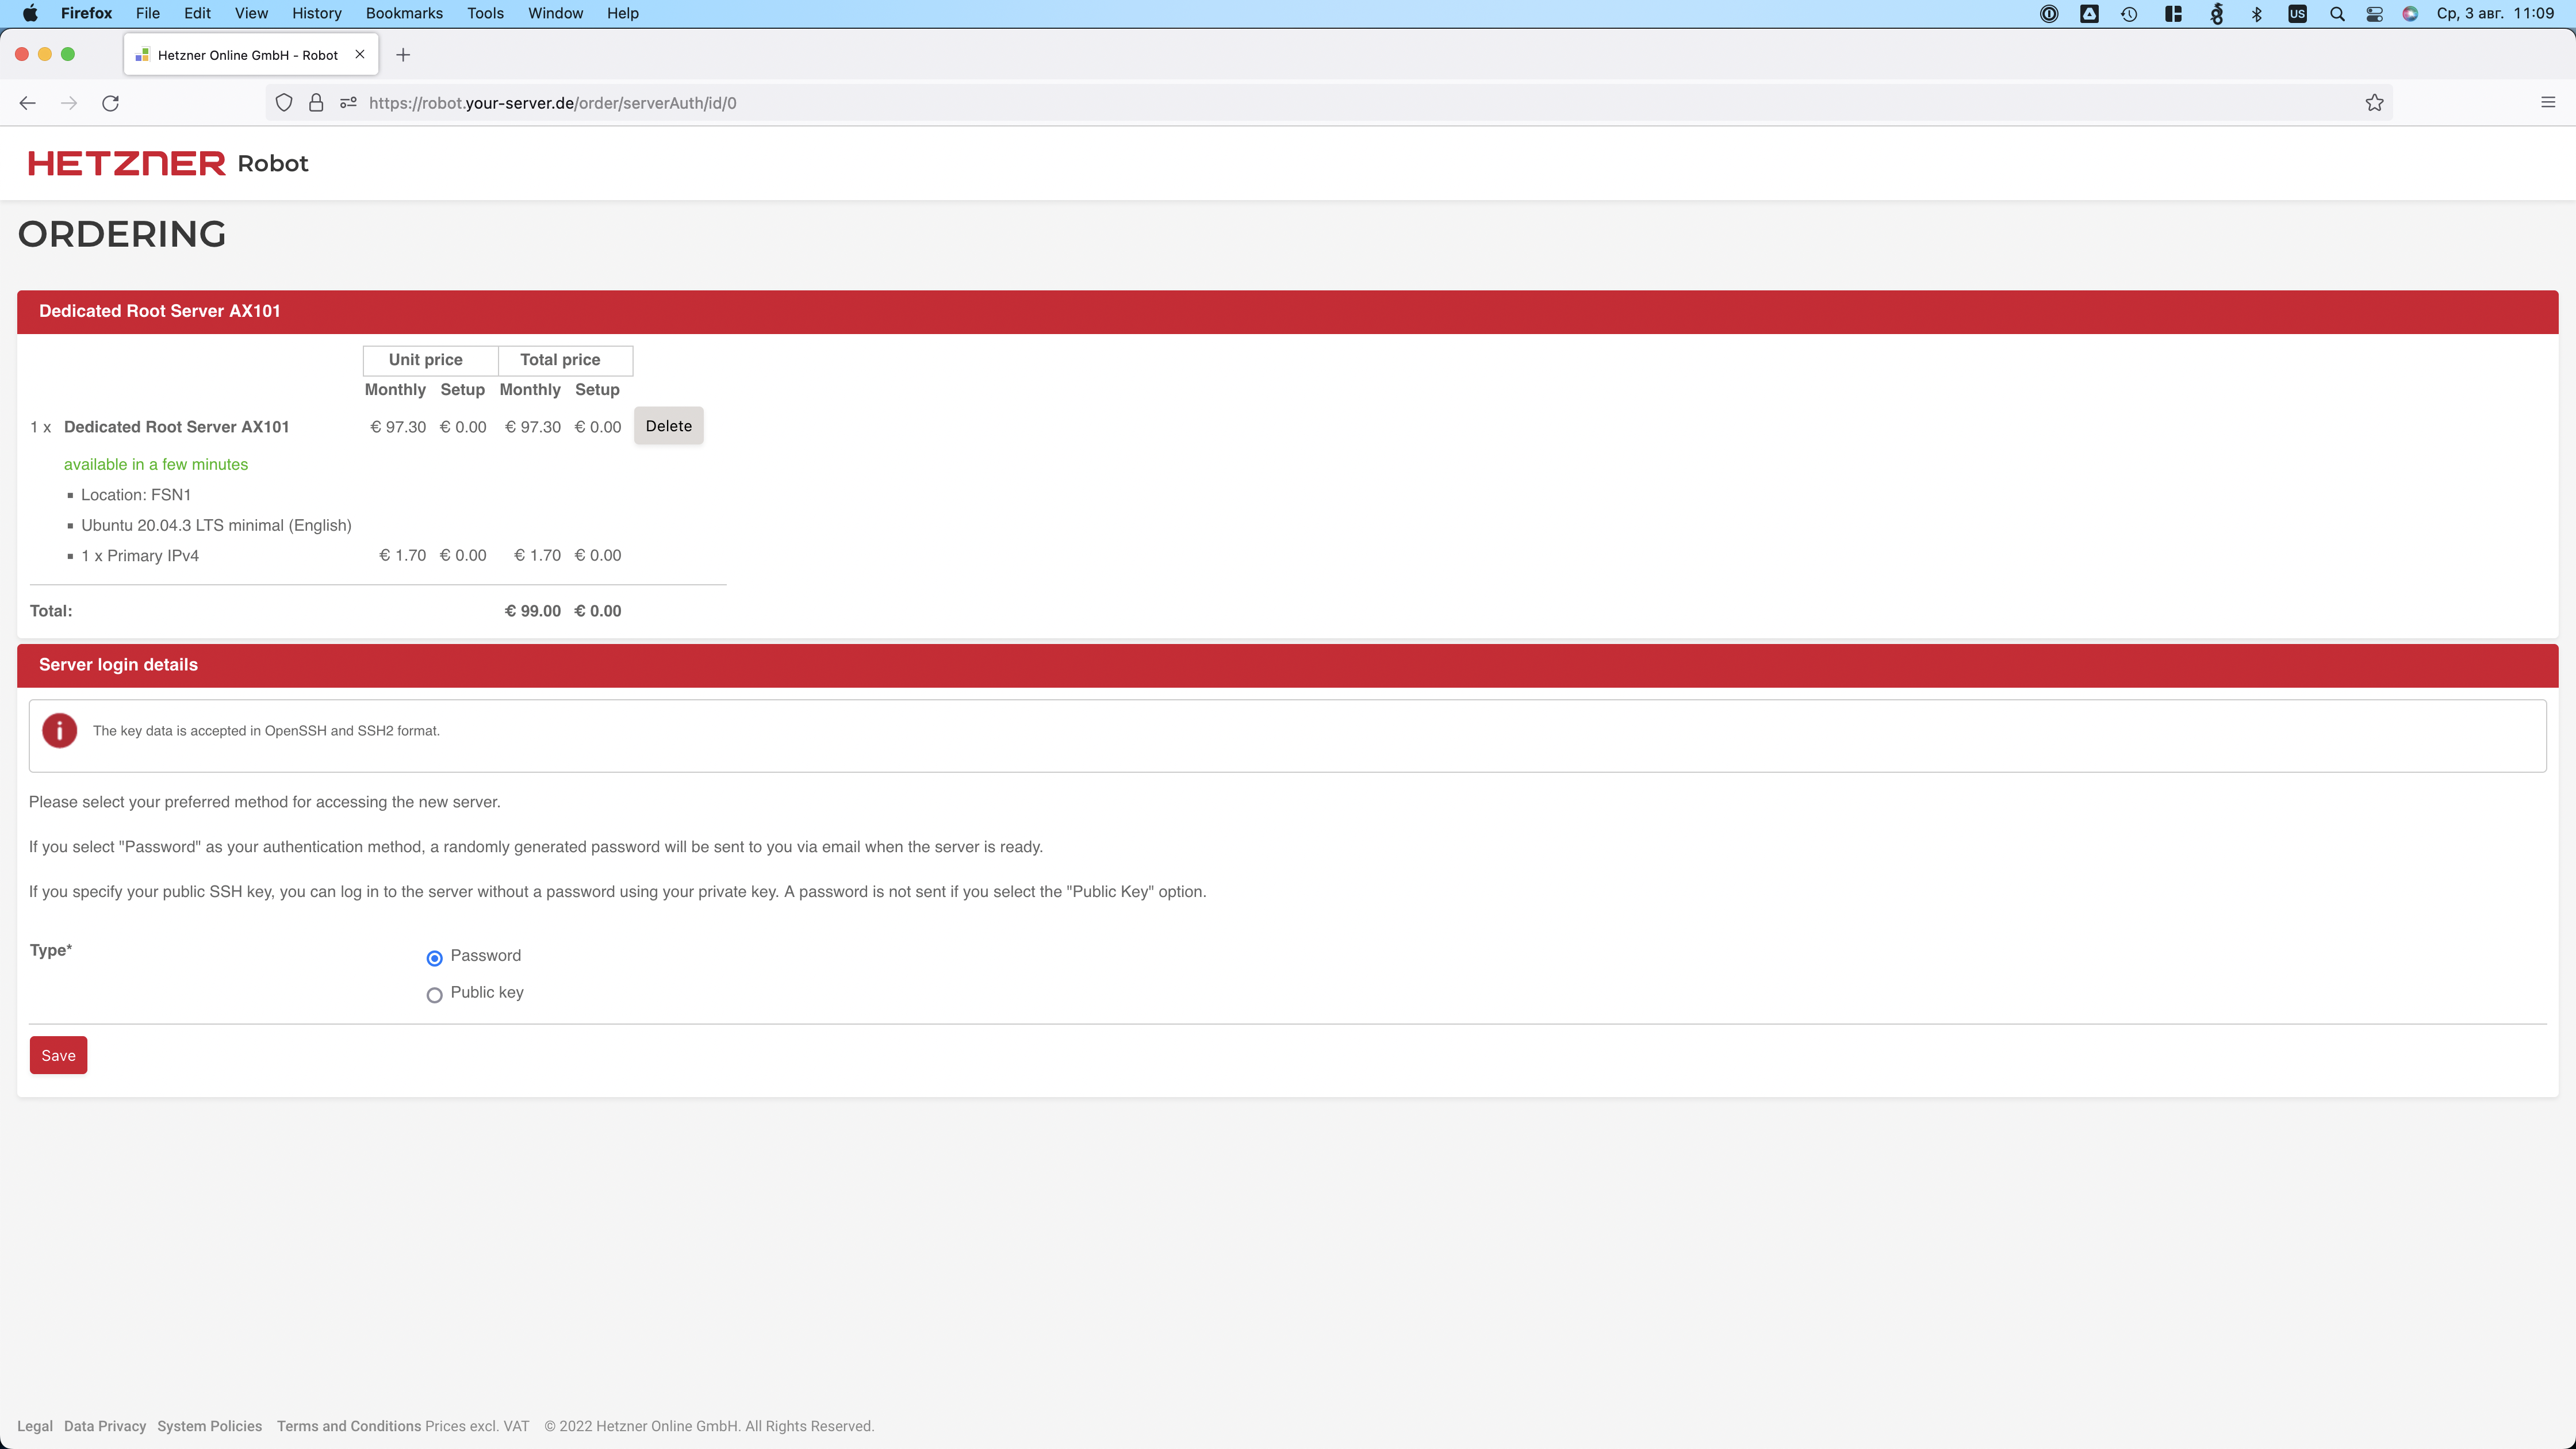 Firefox File Edit View History Bookmarks Tools Window Help US Ср, 3 авг. 11:09
Hetzner Online GmbH - Robot
https://robot.your-server.de/order/serverAuth/id/0
HETZNER Robot
ORDERING
Dedicated Root Server AX101
Unit price Total price
Monthly Setup Monthly Setup
1 x Dedicated Root Server AX101 € 97.30 € 0.00 € 97.30 € 0.00 Delete
available in a few minutes
Location: FSN1
Ubuntu 20.04.3 LTS minimal (English)
1 x Primary IPv4 € 1.70 € 0.00 € 1.70 € 0.00
Total: € 99.00 € 0.00
Server login details
The key data is accepted in OpenSSH and SSH2 format.
Please select your preferred method for accessing the new server.
If you select "Password" as your authentication method, a randomly generated password will be sent to you via email when the server is ready.
If you specify your public SSH key, you can log in to the server without a password using your private key. A password is not sent if you select the "Public Key" option.
Type* Password
Public key
Save
Legal Data Privacy System Policies Terms and Conditions Prices excl. VAT © 2022 Hetzner Online GmbH. All Rights Reserved.